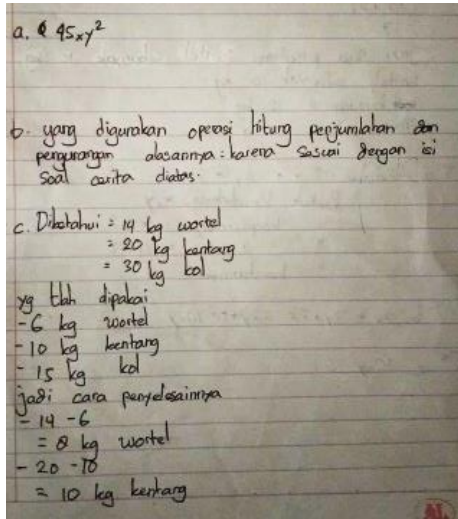 a. 45xy²
b. yang digunakan operasi hitung penjumlahan dan
pengurangan alasannya : karena sesuai dengan isi
Soal cerita diatas.
c. Diketahui = 14 kg wortel
= 20 kg kentang
= 30 kg kol
yg tlah dipakai
- 6 kg wortel
- 10 kg kentang
- 15 kg kol
jadi cara penyelesainnya
- 14 - 6
= 8 kg wortel
- 20 - 10
= 10 kg kentang